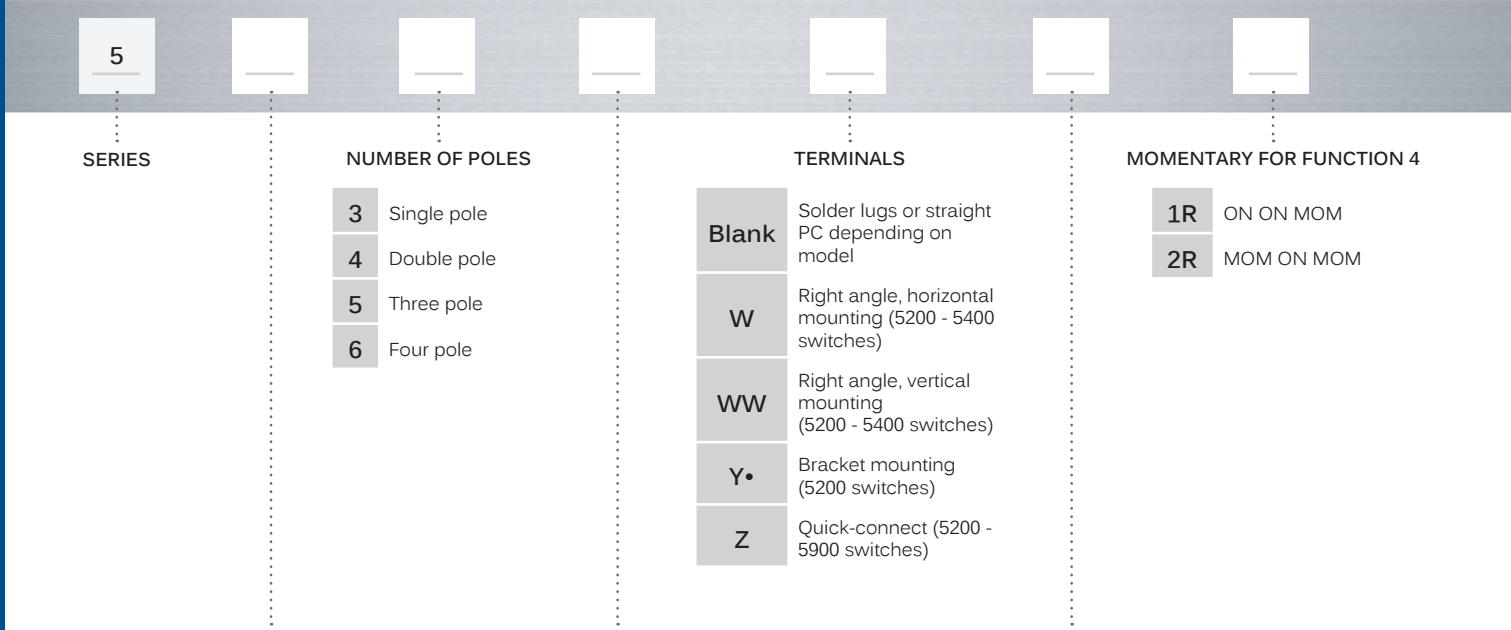 5
SERIES
NUMBER OF POLES
3 Single pole
4 Double pole
5 Three pole
6 Four pole
TERMINALS
Blank
Solder lugs or straight
PC depending on
model
W
Right angle, horizontal
mounting (5200 - 5400
switches)
WW
Right angle, vertical
mounting
(5200 - 5400 switches)
Y•
Bracket mounting
(5200 switches)
Z
Quick-connect (5200 -
5900 switches)
MOMENTARY FOR FUNCTION 4
1R ON ON MOM
2R MOM ON MOM